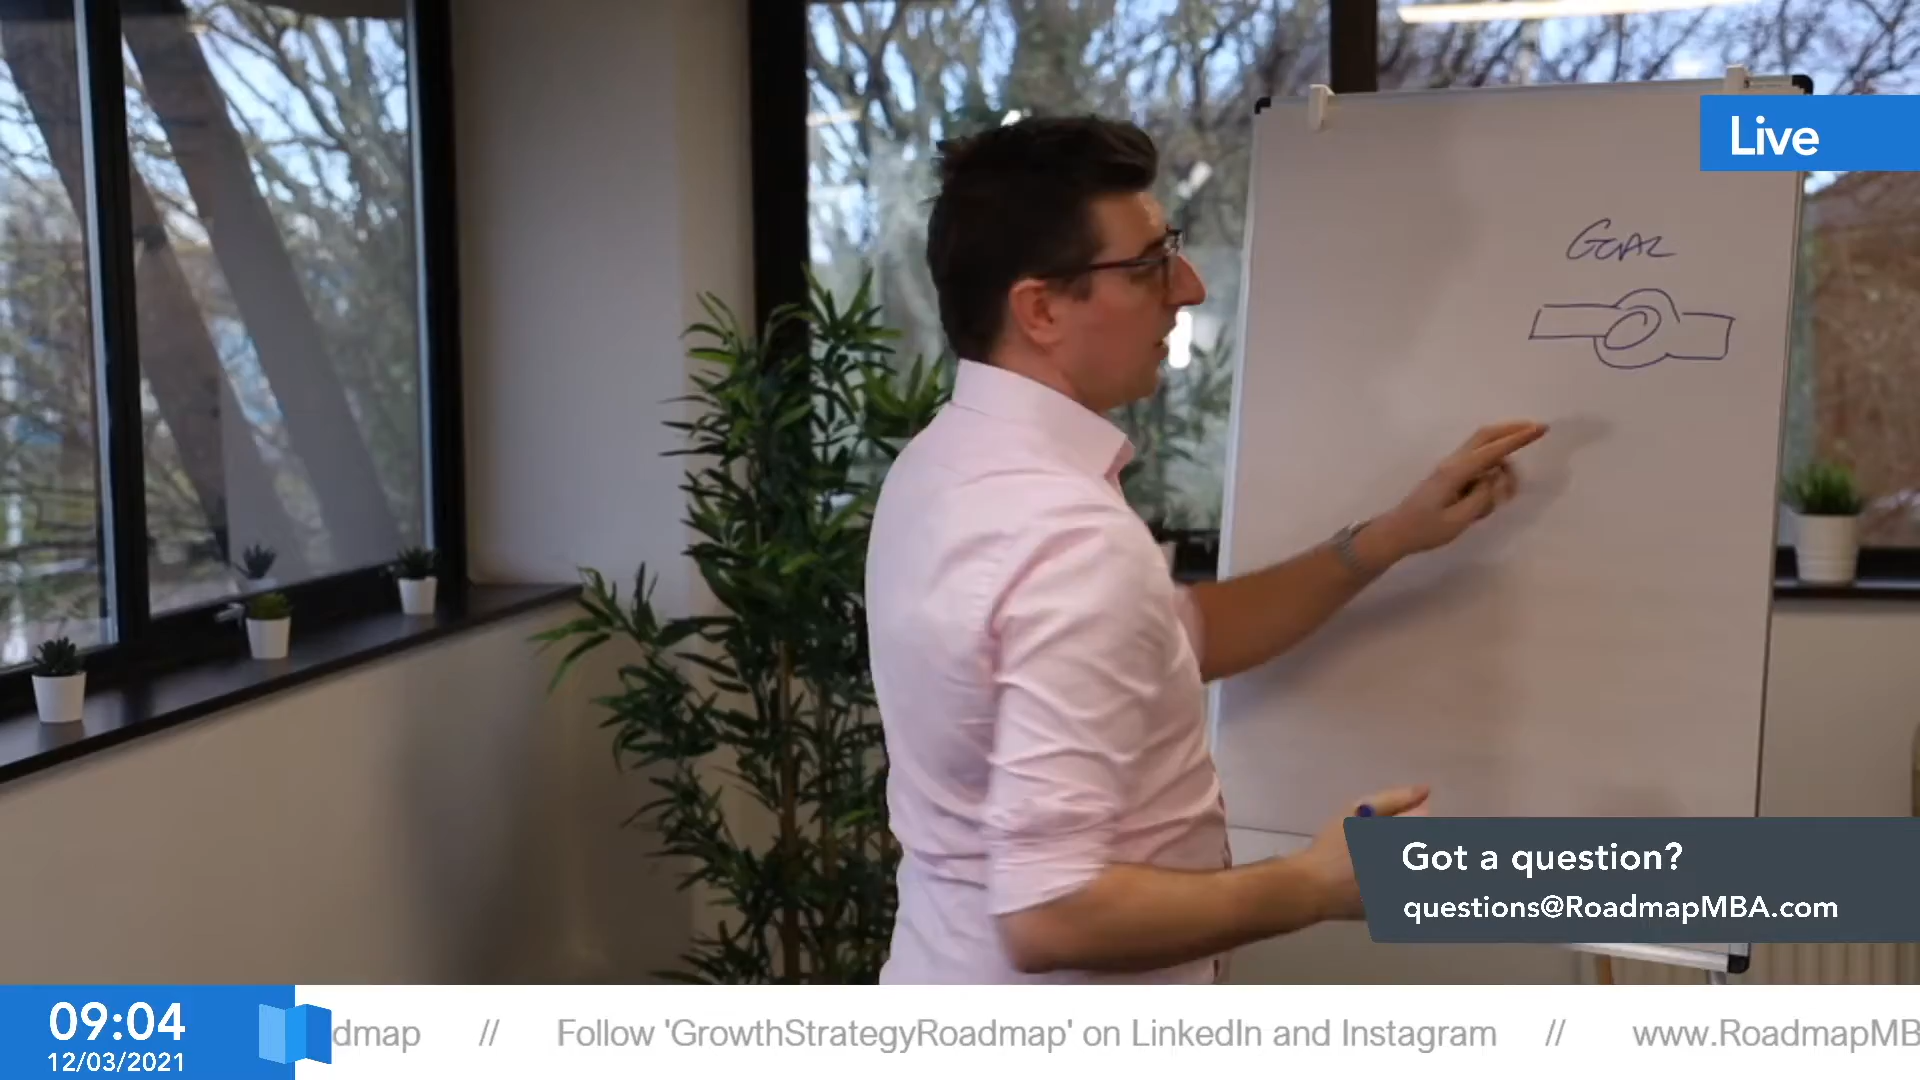 Live
GOAL
Got a question?
questions@RoadmapMBA.com
09:04
12/03/2021
dmap // Follow 'GrowthStrategyRoadmap' on LinkedIn and Instagram // www.RoadmapMB